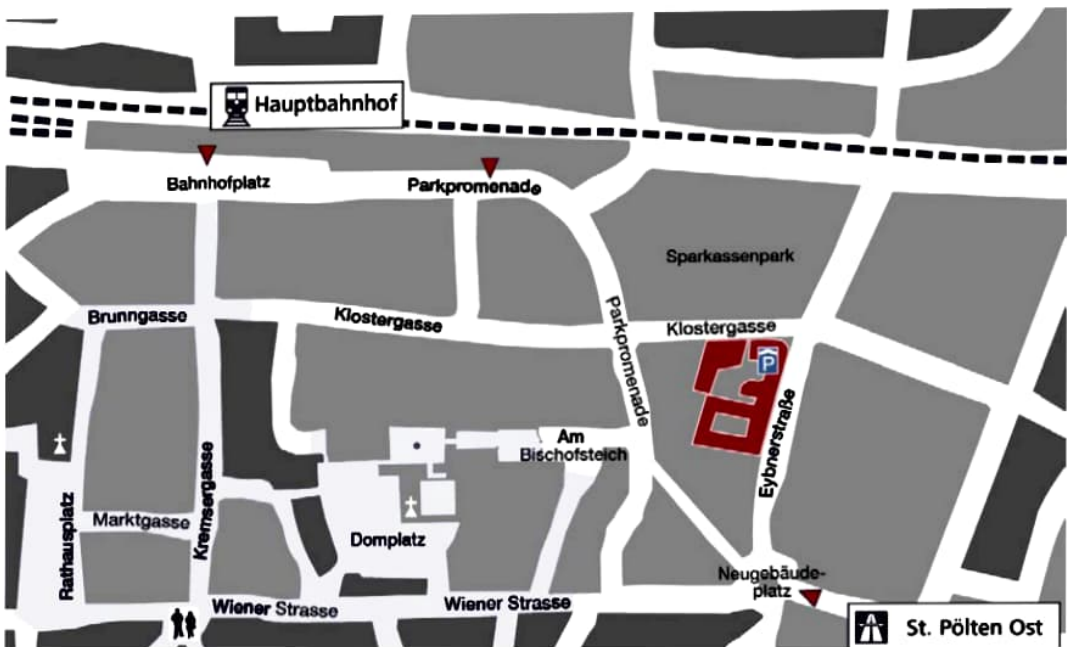 Hauptbahnhof
Bahnhofplatz
Parkpromenade
Sparkassenpark
Brunngasse
Klostergasse
Klostergasse
Parkpromenade
P
Eybnerstraße
Am
Bischofsteich
Kremsergasse
Rathausplatz
Marktgasse
Domplatz
Neugebäude-
platz
Wiener Strasse
Wiener Strasse
St. Pölten Ost